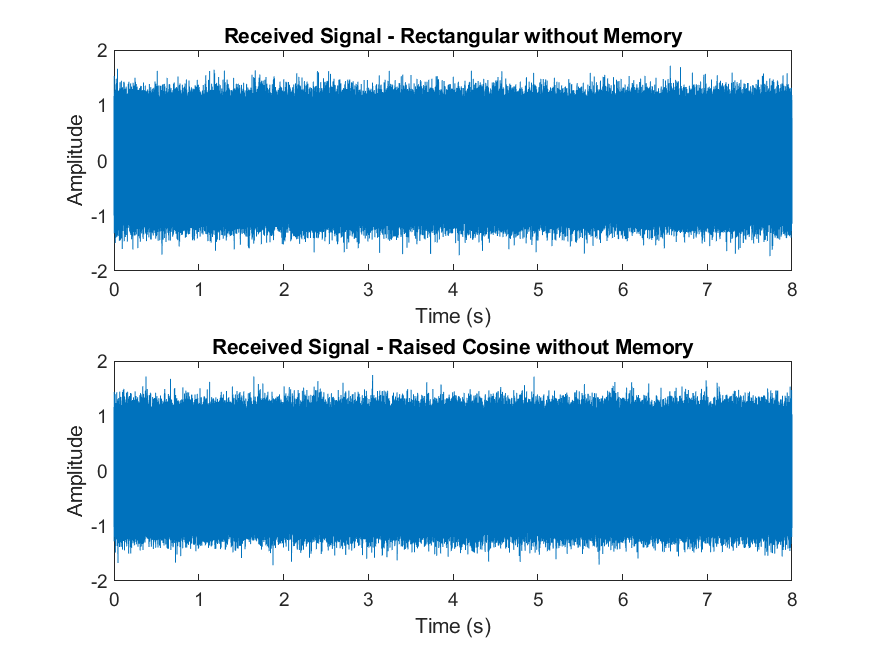 Received Signal - Rectangular without Memory
2
1
0
-1
-2
Amplitude
0 1 2 3 4 5 6 7 8
Time (s)
Received Signal - Raised Cosine without Memory
2
1
0
-1
-2
Amplitude
0 1 2 3 4 5 6 7 8
Time (s)